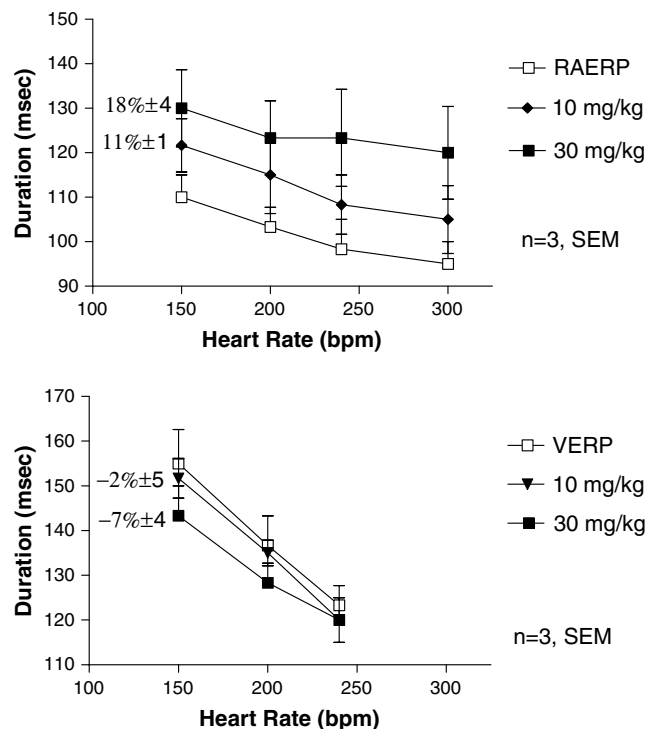 150
140
130
120
110
100
90
Duration (msec)
18%±4
11%±1
100 150 200 250 300
Heart Rate (bpm)
RAERP
10 mg/kg
30 mg/kg
n=3, SEM
170
160
150
140
130
120
110
Duration (msec)
−2%±5
−7%±4
100 150 200 250 300
Heart Rate (bpm)
VERP
10 mg/kg
30 mg/kg
n=3, SEM